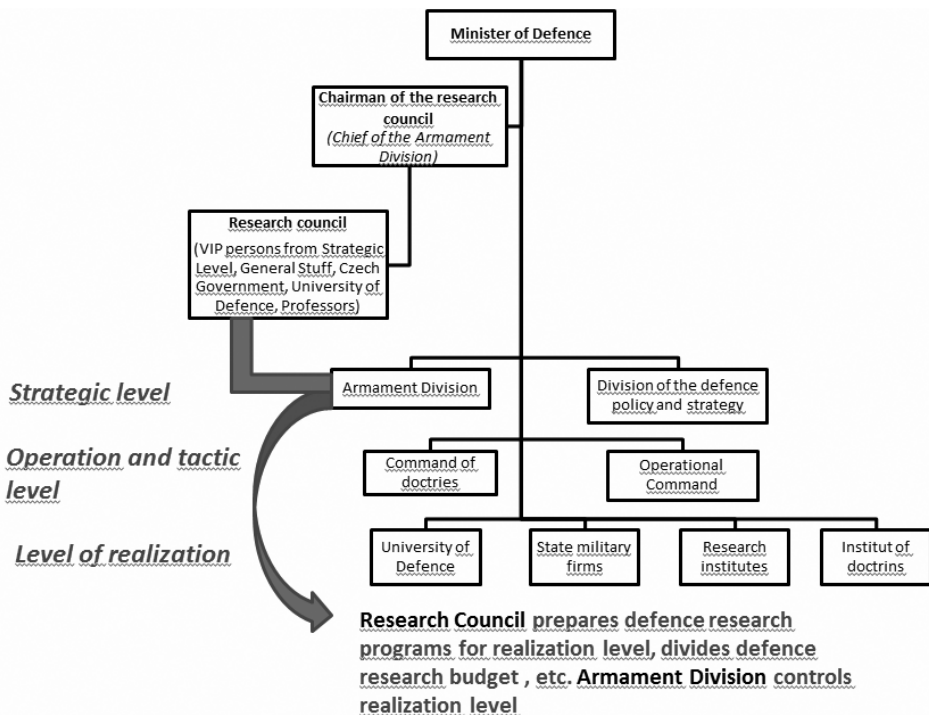 Minister of Defence
Chairman of the research
council
(Chief of the Armament
Division)
Research council
(VIP persons from Strategic
Level, General Stuff, Czech
Government, University of
Defence, Professors)
Strategic level
Armament Division
Division of the defence
policy and strategy
Operation and tactic
level
Command of
doctries
Operational
Command
Level of realization
University of
Defence
State military
firms
Research
institutes
Institut of
doctrins
Research Council prepares defence research
programs for realization level, divides defence
research budget , etc. Armament Division controls
realization level